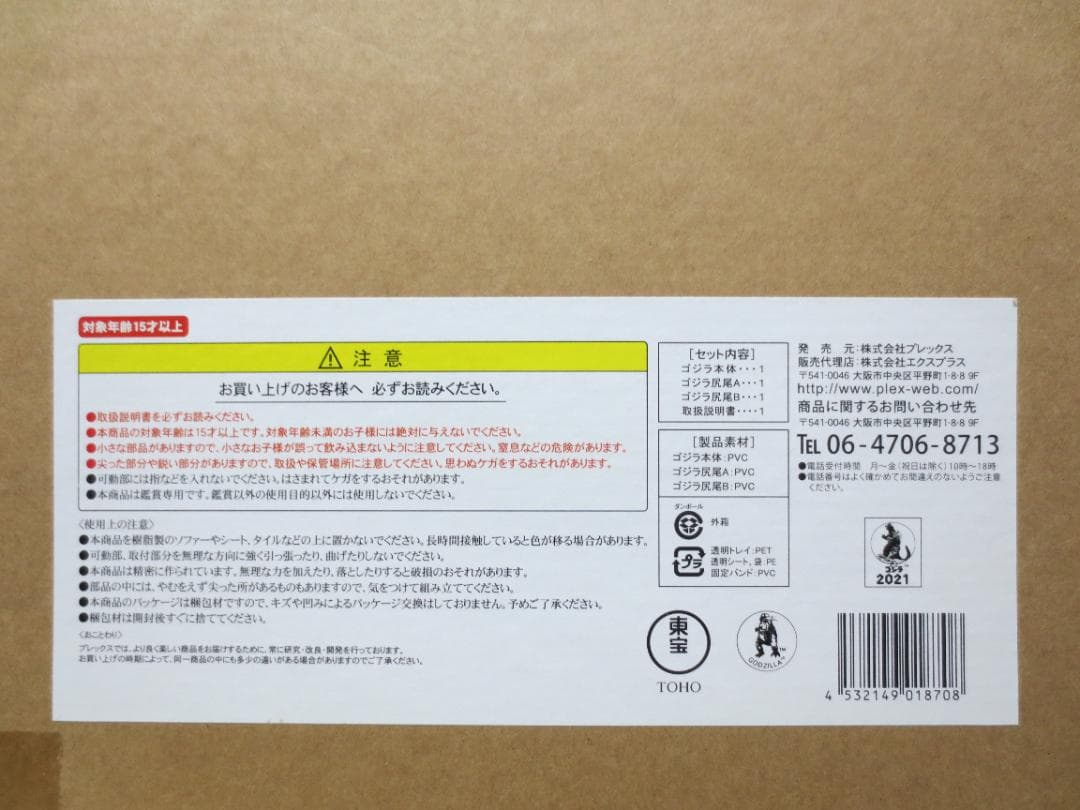 対象年齢15才以上
⚠ 注意
お買い上げのお客様へ 必ずお読みください。
●取扱説明書を必ずお読みください。
●本商品の対象年齢は15才以上です。対象年齢未満のお子様には絶対に与えないでください。
●小さな部品がありますので、小さなお子様が誤って飲み込まないように注意してください。窒息などの危険があります。
●尖った部分や鋭い部分がありますので、取扱や保管場所に注意してください。思わぬケガをするおそれがあります。
●可動部には指などを入れないでください。はさまれてケガをするおそれがあります。
●本商品は鑑賞専用です。鑑賞以外の使用目的以外には使用しないでください。
〈使用上の注意〉
●本商品を樹脂製のソファーやシート、タイルなどの上に置かないでください。長時間接触していると色が移る場合があります。
●可動部、取付部分を無理な方向に強く引っ張ったり、曲げたりしないでください。
●本商品は精密に作られています。無理な力を加えたり、落としたりすると破損のおそれがあります。
●部品の中には、やむをえず尖った所があるものもありますので、気をつけて組み立ててください。
●本商品のパッケージは梱包材ですので、キズや凹みによるパッケージ交換はしておりません。予めご了承ください。
●梱包材は開封後すぐに捨ててください。
〈おことわり〉
プレックスでは、より良く楽しい商品をお届けするために、常に研究・改良・開発を行っております。
お買い上げの時期によって、同一商品の中にも多少の違いがある場合がありますのでご了承ください。
[セット内容]
ゴジラ本体・・・1
ゴジラ尻尾A・・・1
ゴジラ尻尾B・・・1
取扱説明書・・・・1
[製品素材]
ゴジラ本体:PVC
ゴジラ尻尾A:PVC
ゴジラ尻尾B:PVC
ダンボール
外箱
プラ
透明トレイ:PET
透明シート、袋:PE
固定バンド:PVC
発売元:株式会社プレックス
販売代理店:株式会社エクスプラス
〒541-0046 大阪市中央区平野町1-8-8 9F
http://www.plex-web.com/
商品に関するお問い合わせ先
〒541-0046 大阪市中央区平野町1-8-8 9F
TEL 06-4706-8713
●電話受付時間 月〜金(祝日は除く)10時〜18時
●電話番号はよく確かめてお間違えのないようご注意
ください。
ゴジラ
2021
東宝
TOHO
GODZILLA™
4 532149 018708